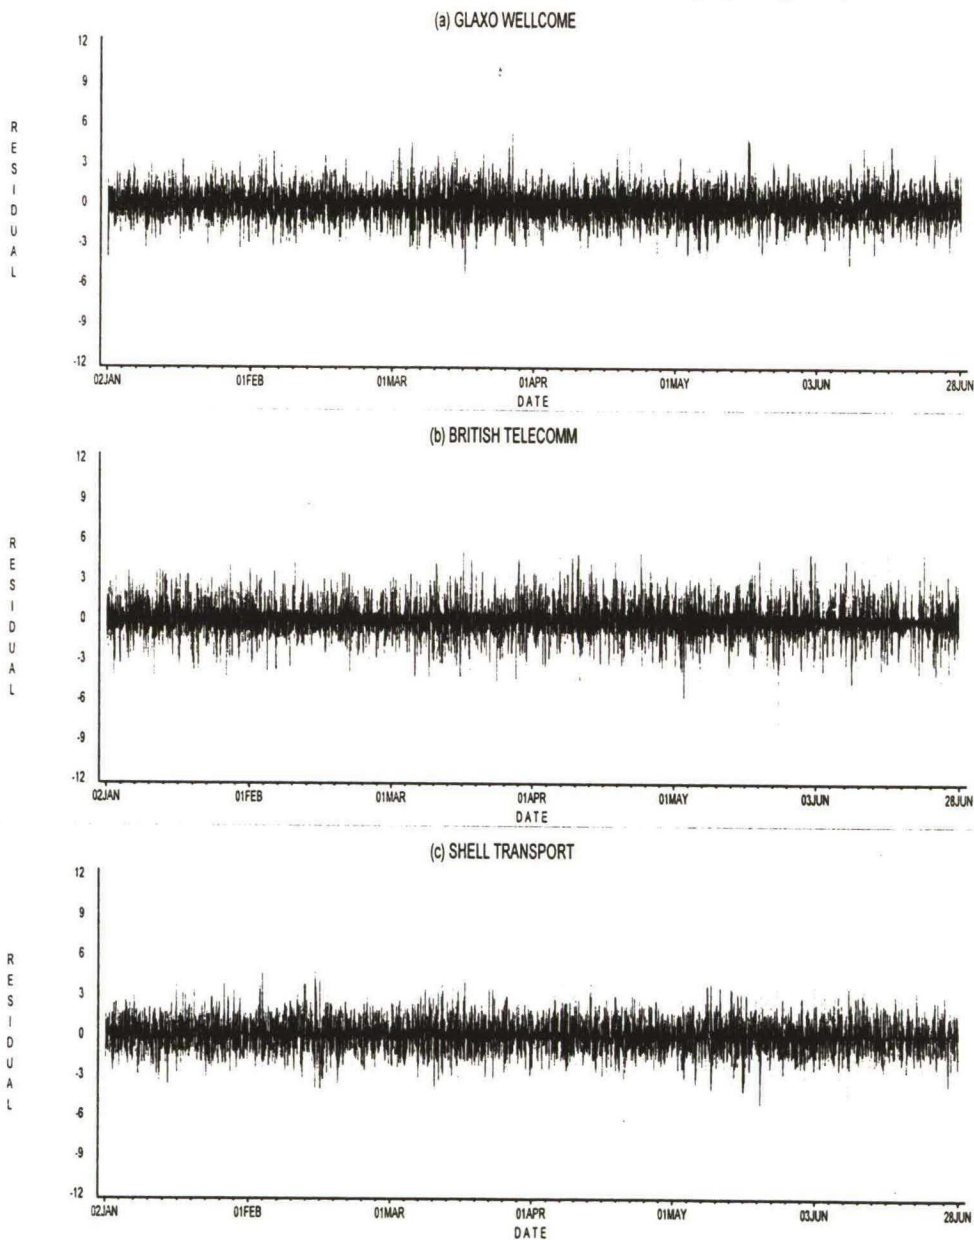 (a) GLAXO WELLCOME
12
9
6
3
0
-3
-6
-9
-12
RESIDUAL
02JAN 01FEB 01MAR 01APR 01MAY 03JUN 28JUN
DATE
(b) BRITISH TELECOMM
12
9
6
3
0
-3
-6
-9
-12
RESIDUAL
02JAN 01FEB 01MAR 01APR 01MAY 03JUN 28JUN
DATE
(c) SHELL TRANSPORT
12
9
6
3
0
-3
-6
-9
-12
RESIDUAL
02JAN 01FEB 01MAR 01APR 01MAY 03JUN 28JUN
DATE